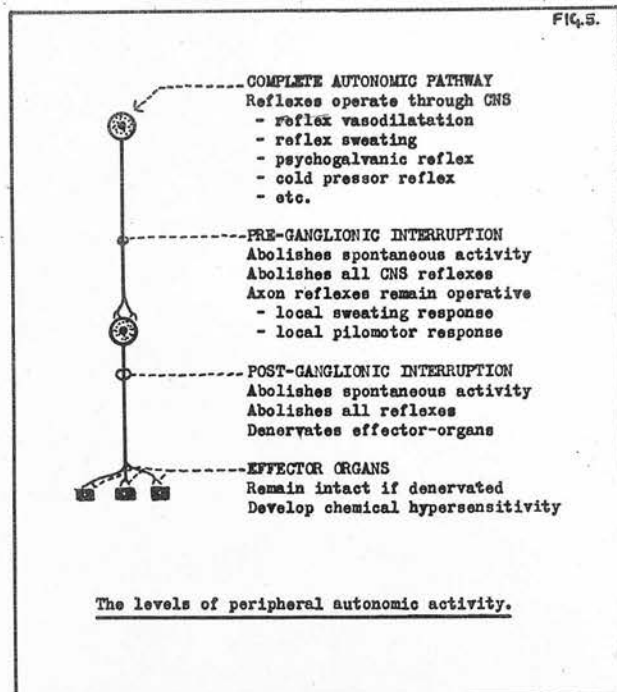 FIG.5.
COMPLETE AUTONOMIC PATHWAY
Reflexes operate through CNS
- reflex vasodilatation
- reflex sweating
- psychogalvanic reflex
- cold pressor reflex
- etc.
PRE-GANGLIONIC INTERRUPTION
Abolishes spontaneous activity
Abolishes all CNS reflexes
Axon reflexes remain operative
- local sweating response
- local pilomotor response
POST-GANGLIONIC INTERRUPTION
Abolishes spontaneous activity
Abolishes all reflexes
Denervates effector-organs
EFFECTOR ORGANS
Remain intact if denervated
Develop chemical hypersensitivity
The levels of peripheral autonomic activity.